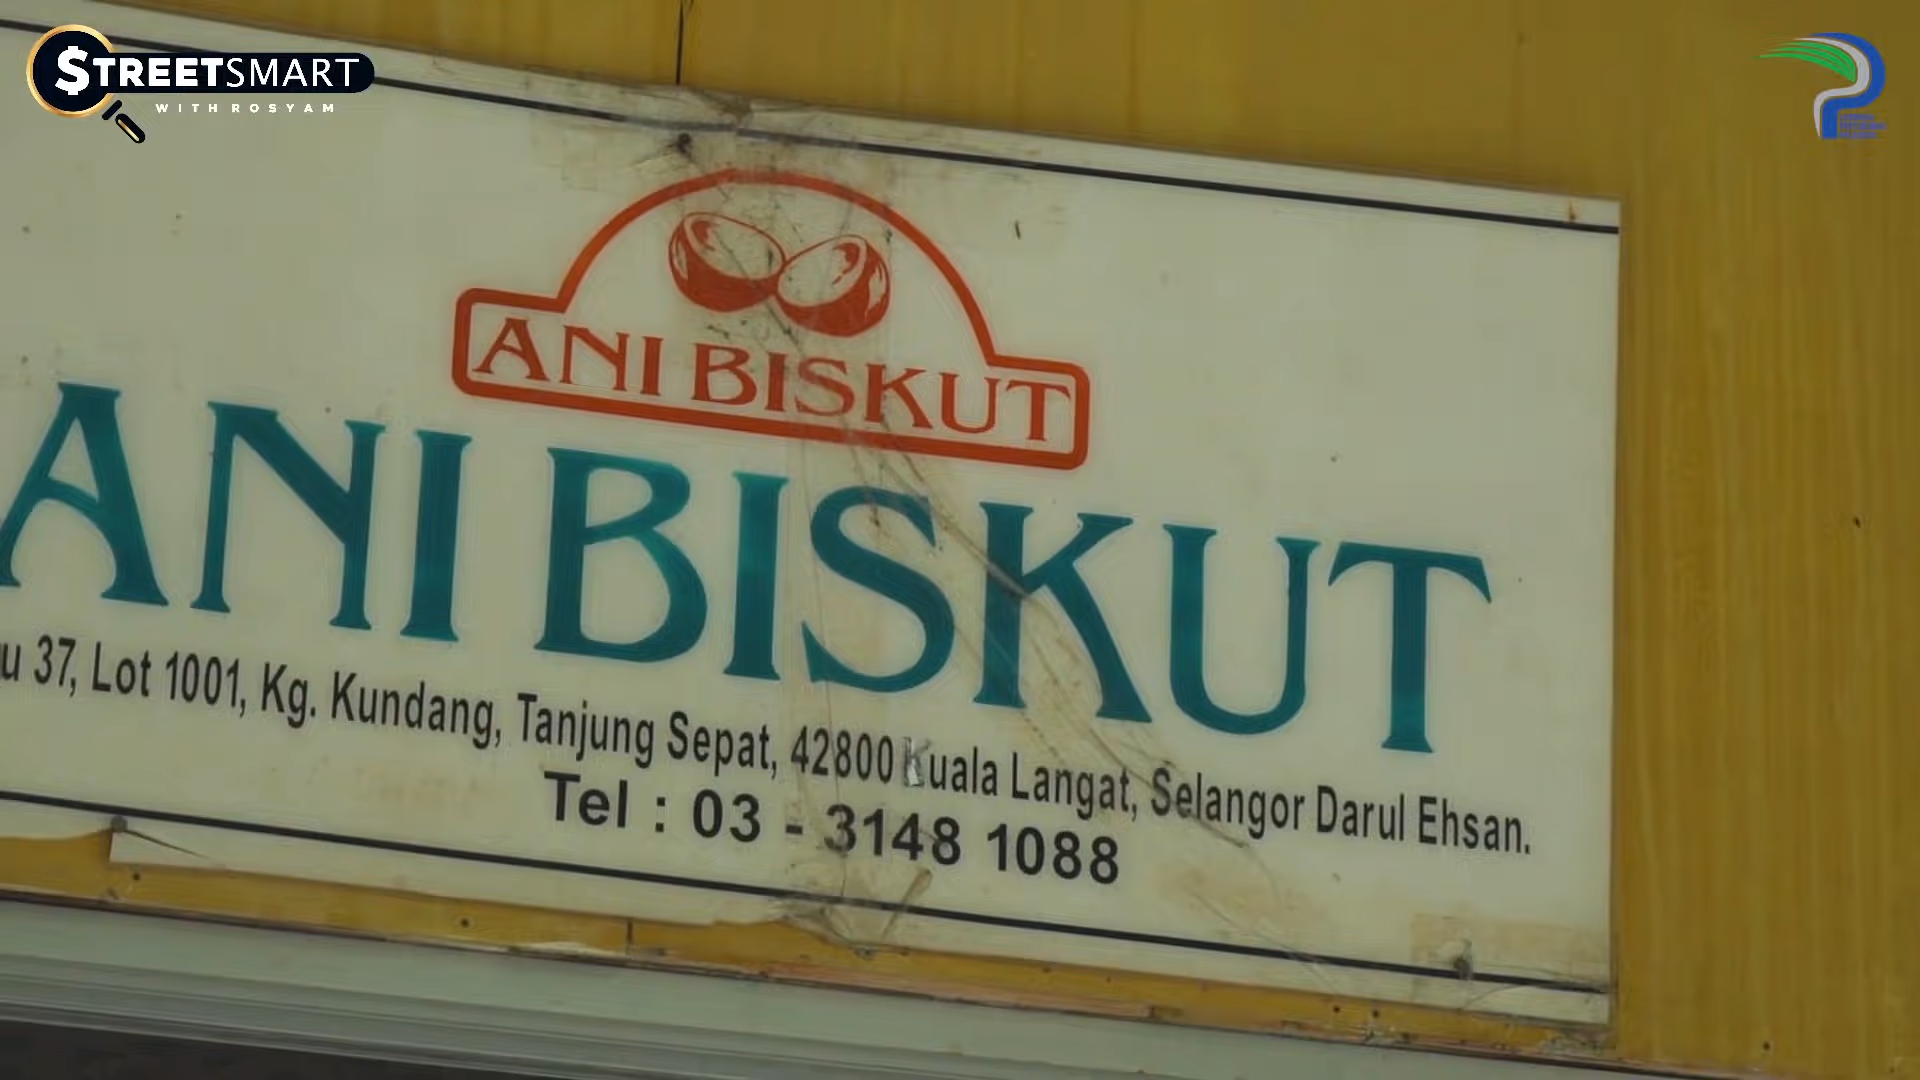 $TREETSMART
WITH ROSYAM
ANI BISKUT
ANI BISKUT
37, Lot 1001, Kg. Kundang, Tanjung Sepat, 42800 Kuala Langat, Selangor Darul Ehsan.
Tel : 03 - 3148 1088